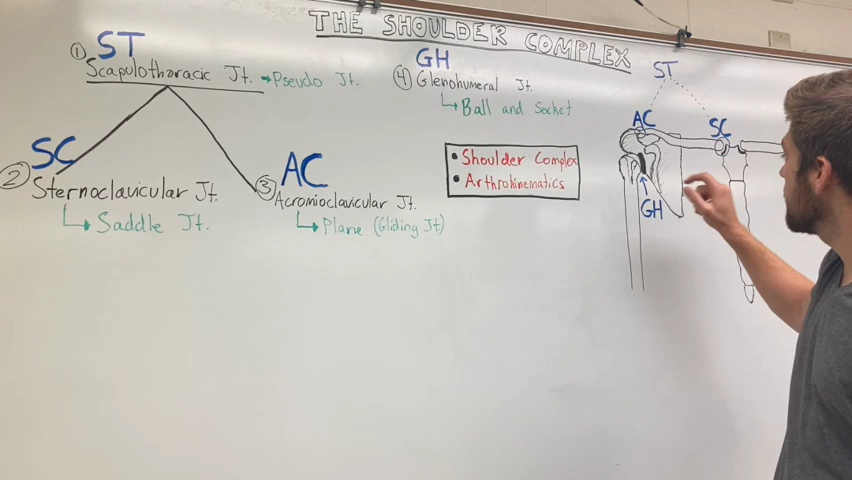 THE SHOULDER COMPLEX
① ST
Scapulothoracic Jt. → Pseudo Jt.
SC
② Sternoclavicular Jt.
Saddle Jt.
AC
③ Acromioclavicular Jt.
Plane (Gliding Jt)
GH
④ Glenohumeral Jt.
Ball and Socket
• Shoulder Complex
• Arthrokinematics
ST
AC
SC
GH